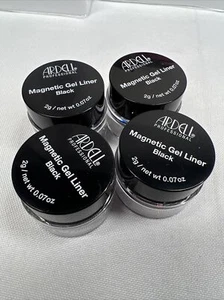 ARDELL®
PROFESSIONAL
Magnetic Gel Liner
Black
2g / net wt 0.07oz
ARDELL®
PROFESSIONAL
Magnetic Gel Liner
Black
2g / net wt 0.07oz
ARDELL®
PROFESSIONAL
Magnetic Gel Liner
Black
2g / net wt 0.07oz
ARDELL®
PROFESSIONAL
Magnetic Gel Liner
Black
2g / net wt 0.07oz